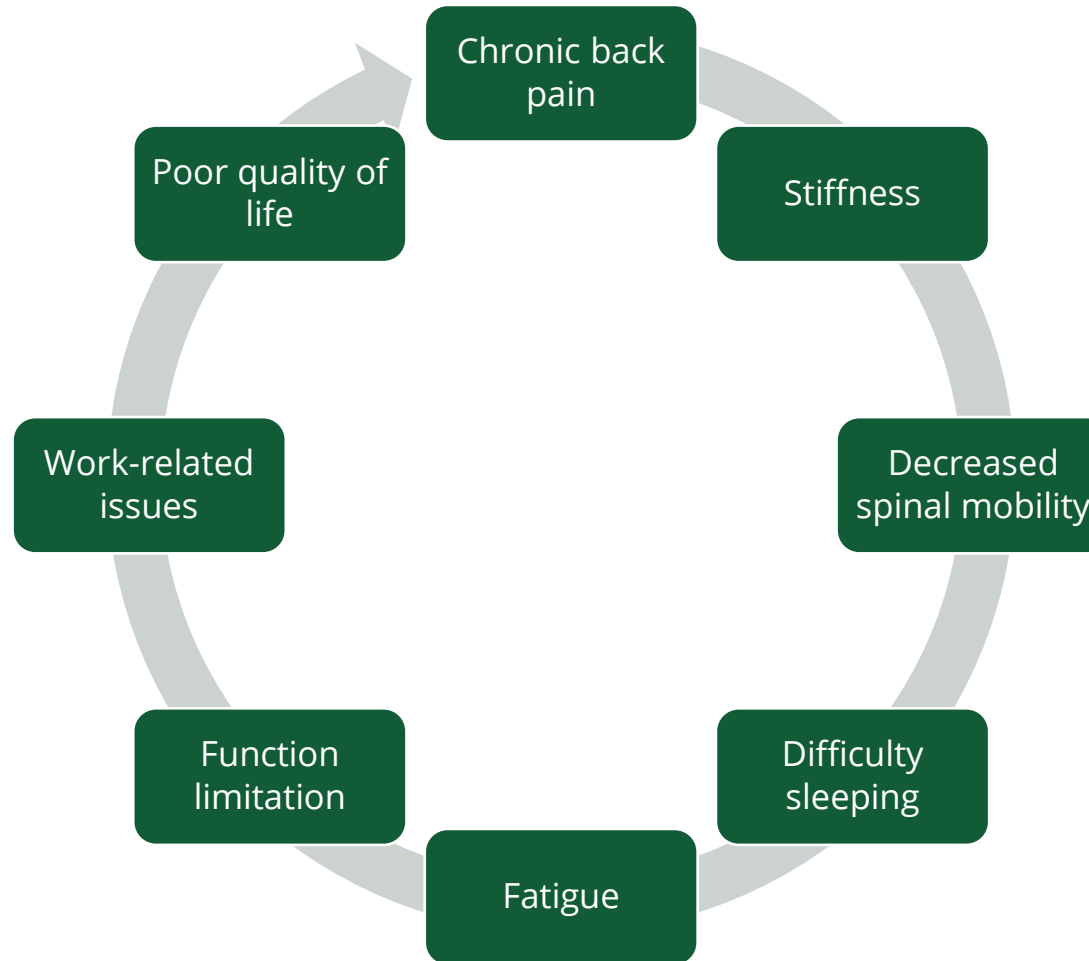 Chronic back
pain
Stiffness
Decreased
spinal mobility
Difficulty
sleeping
Fatigue
Function
limitation
Work-related
issues
Poor quality of
life